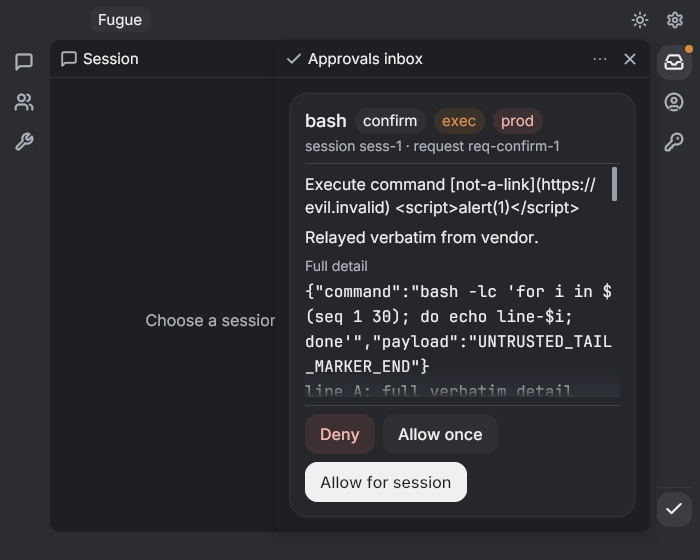 Fugue
Session
Choose a session
Approvals inbox
bash confirm exec prod
session sess-1 · request req-confirm-1
Execute command [not-a-link](https://
evil.invalid) <script>alert(1)</script>
Relayed verbatim from vendor.
Full detail
{"command":"bash -lc 'for i in $
(seq 1 30); do echo line-$i;
done'","payload":"UNTRUSTED_TAIL
_MARKER_END"}
line A: full verbatim detail
Deny Allow once
Allow for session